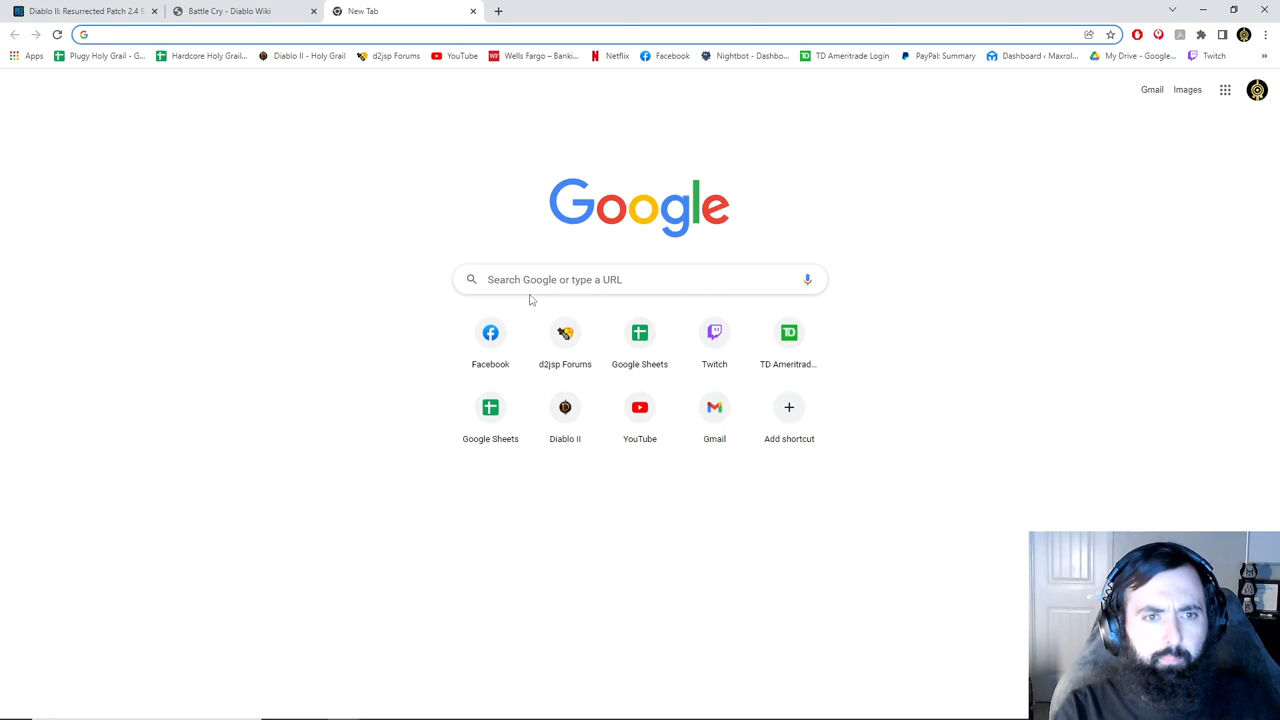 Diablo II: Resurrected Patch 2.4 B
Battle Cry - Diablo Wiki
New Tab
Apps
Plugy Holy Grail - G...
Hardcore Holy Grail...
Diablo II - Holy Grail
d2jsp Forums
YouTube
Wells Fargo – Banki...
Netflix
Facebook
Nightbot - Dashbo...
TD Ameritrade Login
PayPal: Summary
Dashboard ‹ Maxrol...
My Drive - Google...
Twitch
Gmail
Images
Google
Search Google or type a URL
Facebook
d2jsp Forums
Google Sheets
Twitch
TD Ameritrad...
Google Sheets
Diablo II
YouTube
Gmail
Add shortcut